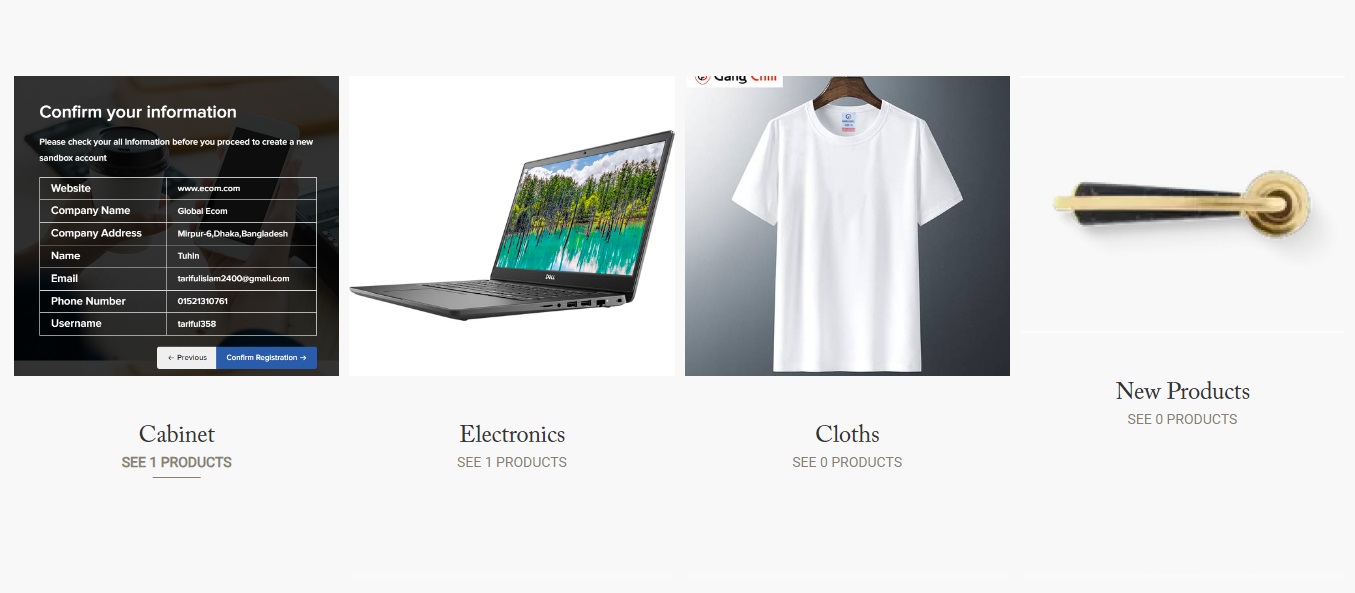 Confirm your information
Please check your all information before you proceed to create a new
sandbox account
Website www.ecom.com
Company Name Global Ecom
Company Address Mirpur-6,Dhaka,Bangladesh
Name Tuhin
Email tarifulislam2400@gmail.com
Phone Number 01521310761
Username tariful358
← Previous Confirm Registration →
DELL
Gang Chill
Cabinet
SEE 1 PRODUCTS
Electronics
SEE 1 PRODUCTS
Cloths
SEE 0 PRODUCTS
New Products
SEE 0 PRODUCTS